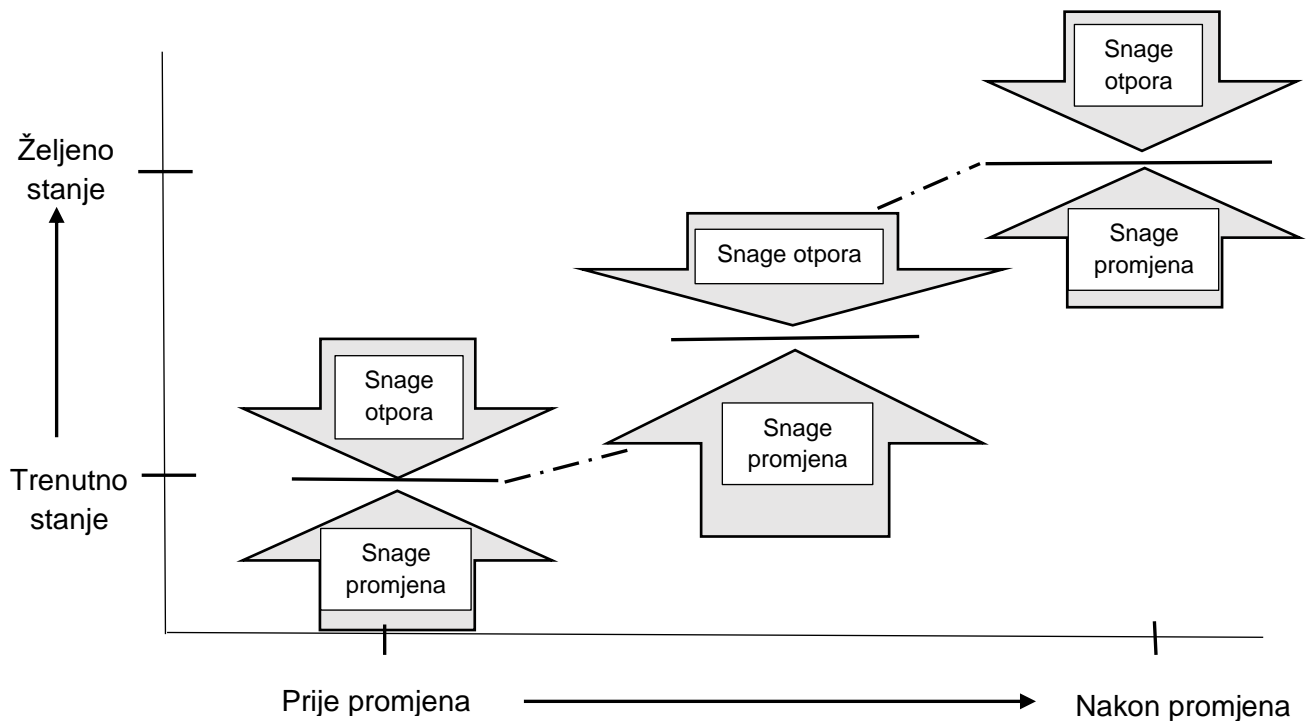 Snage
otpora
Željeno
stanje
Snage
promjena
Snage otpora
Snage
otpora
Snage
promjena
Trenutno
stanje
Snage
promjena
Prije promjena
Nakon promjena